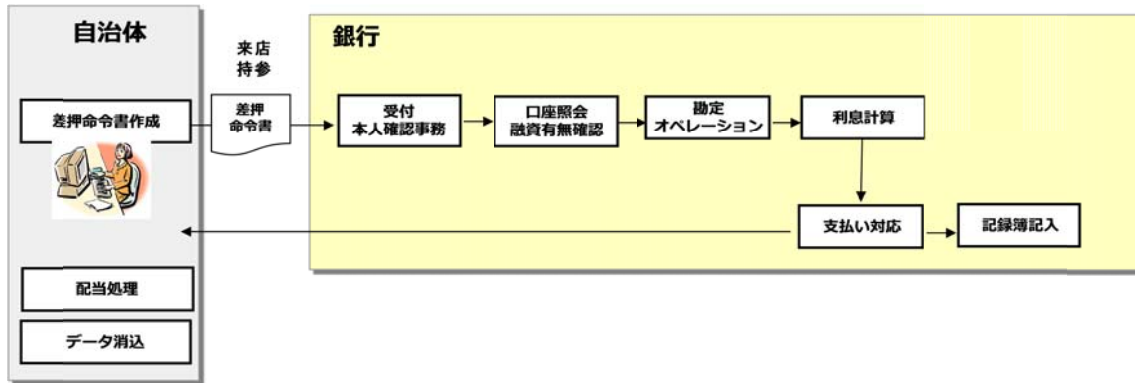 自治体
銀行
来店
持参
差押命令書作成
差押
命令書
受付
本人確認事務
口座照会
融資有無確認
勘定
オペレーション
利息計算
支払い対応
記録簿記入
配当処理
データ消込